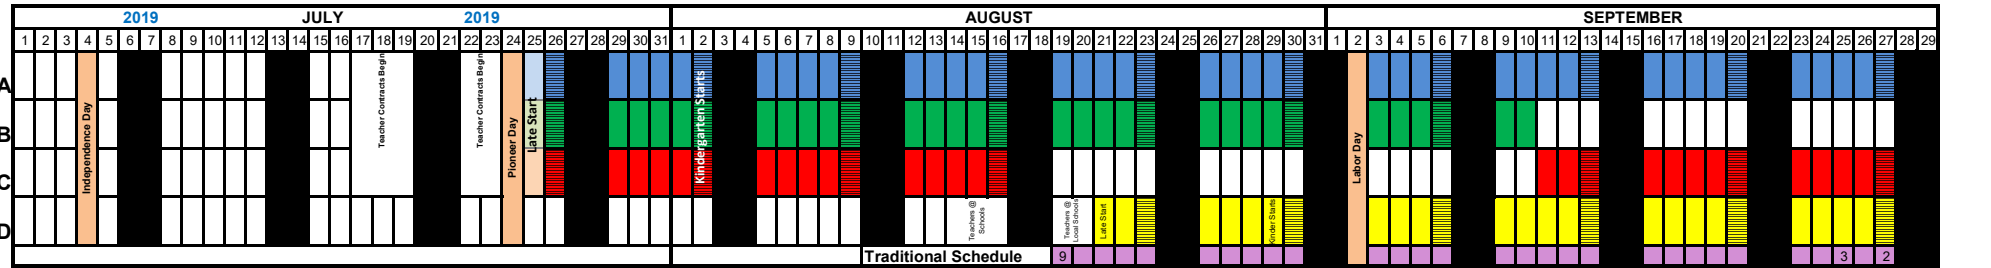 2019 JULY 2019 AUGUST SEPTEMBER
1 2 3 4 5 6 7 8 9 10 11 12 13 14 15 16 17 18 19 20 21 22 23 24 25 26 27 28 29 30 31 1 2 3 4 5 6 7 8 9 10 11 12 13 14 15 16 17 18 19 20 21 22 23 24 25 26 27 28 29 30 31 1 2 3 4 5 6 7 8 9 10 11 12 13 14 15 16 17 18 19 20 21 22 23 24 25 26 27 28 29
A
B
C
D
Independence Day
Teacher Contracts Begin
Teacher Contracts Begin
Pioneer Day
Late Start
Kindergarten Starts
Teachers @
Schools
Teachers @
Local Schools
Late Start
Kinder Starts
Labor Day
Traditional Schedule 9 3 2